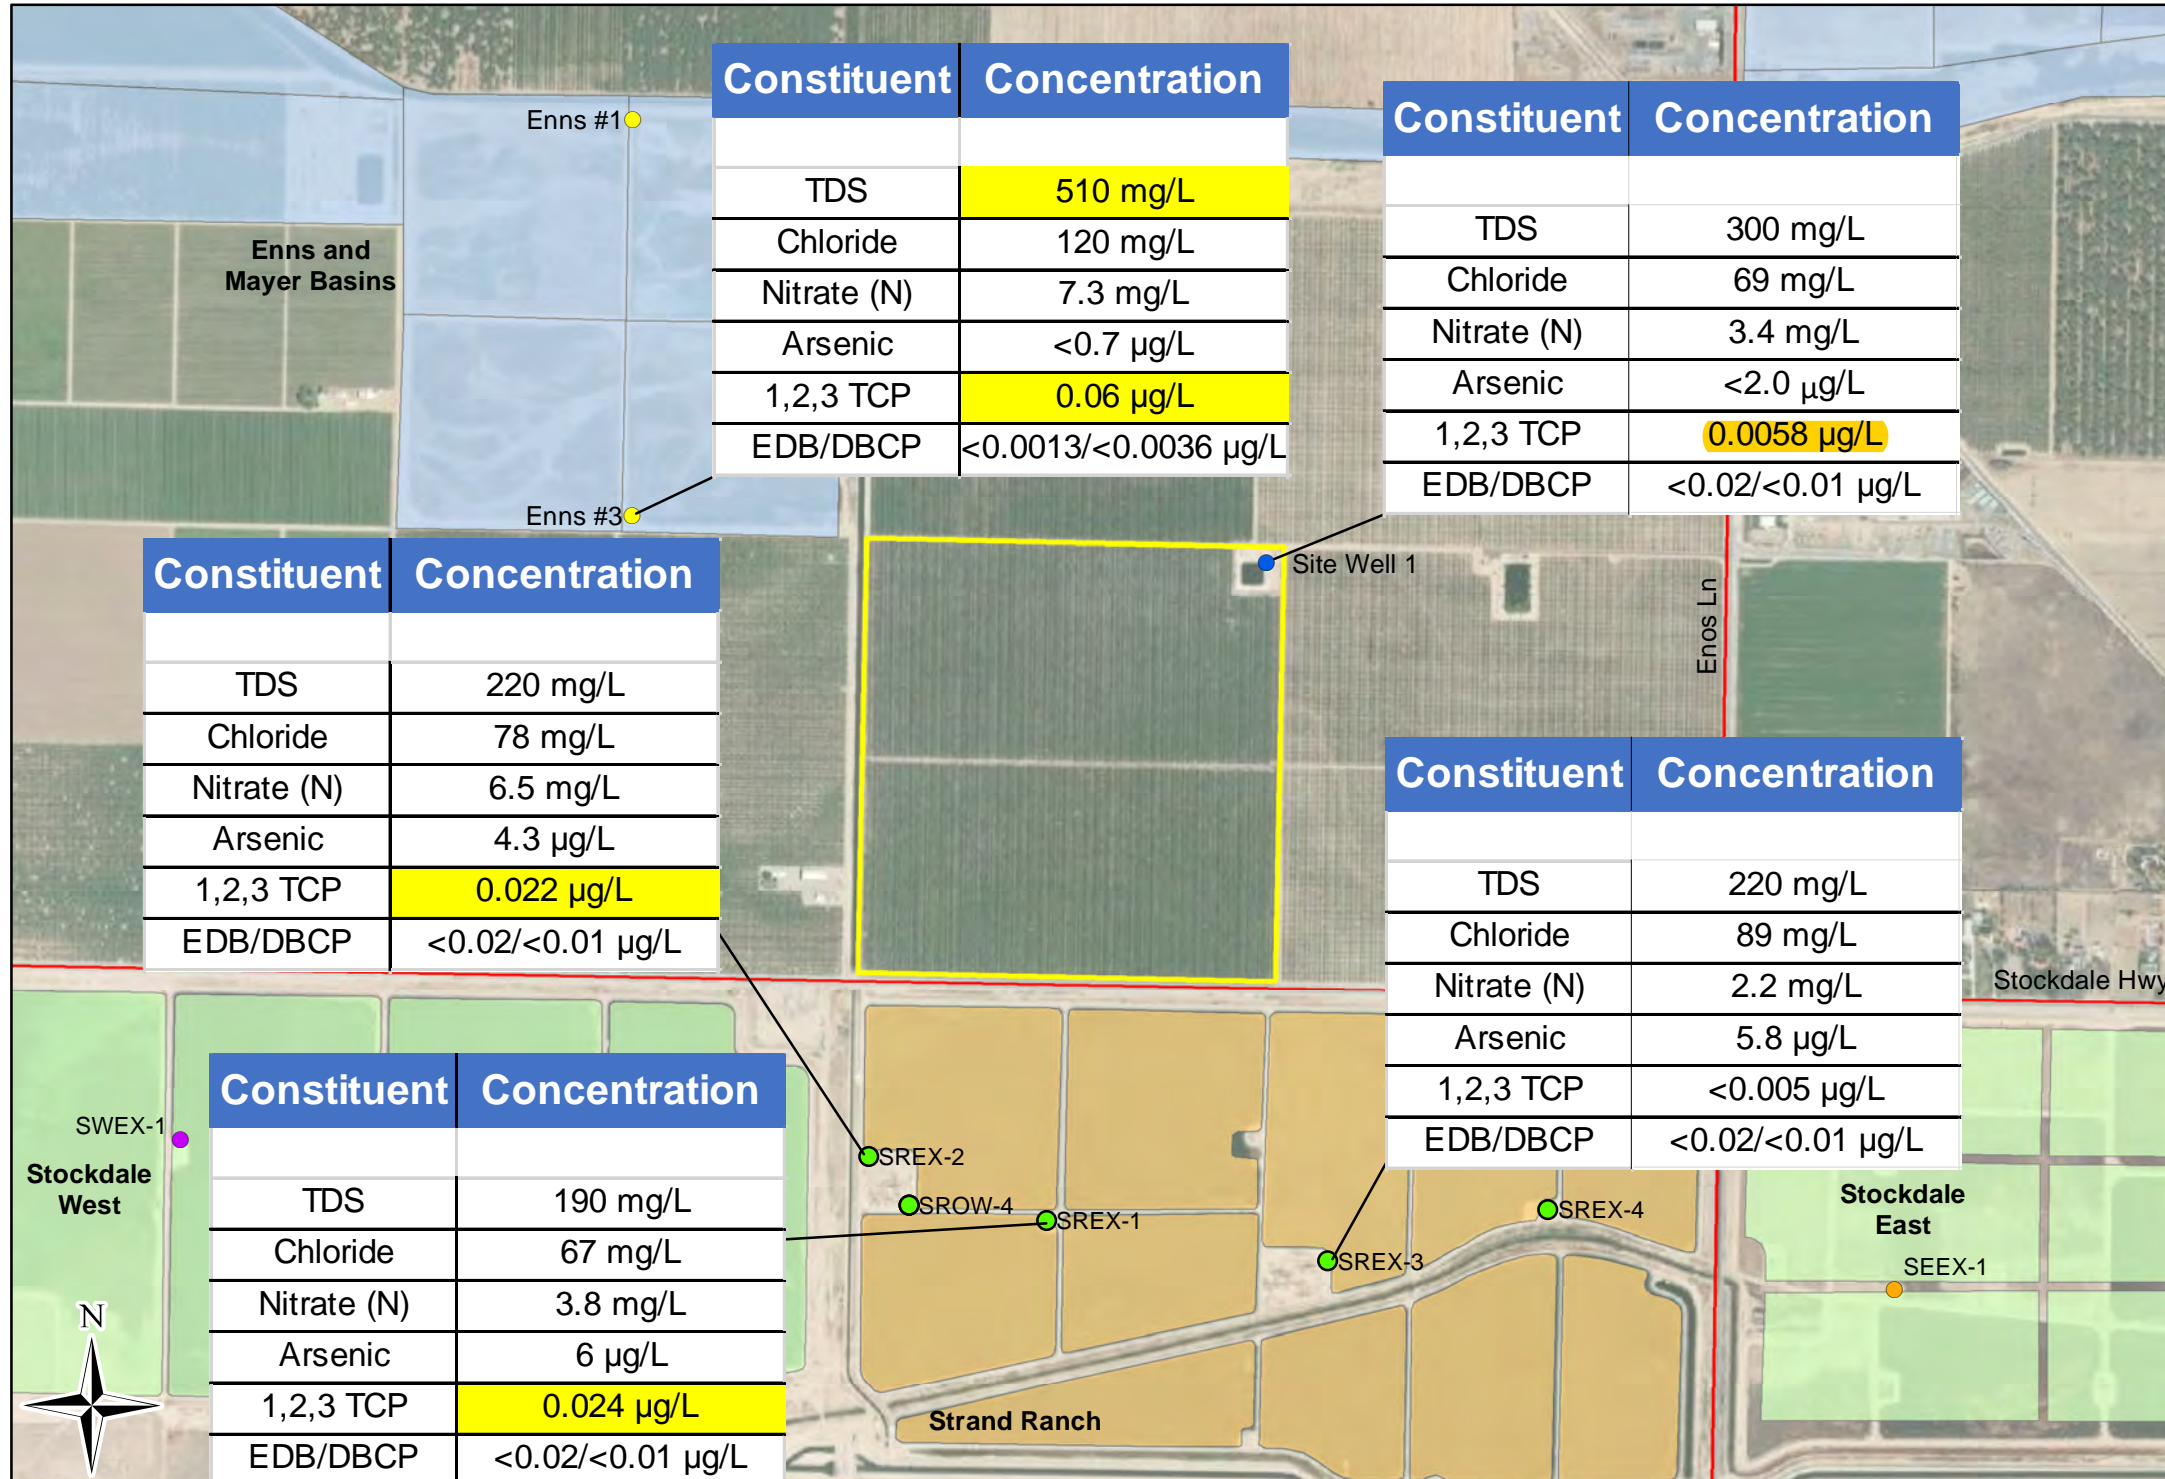 Enns #1
Enns and
Mayer Basins
Enns #3
Constituent Concentration
TDS 510 mg/L
Chloride 120 mg/L
Nitrate (N) 7.3 mg/L
Arsenic <0.7 µg/L
1,2,3 TCP 0.06 µg/L
EDB/DBCP <0.0013/<0.0036 µg/L
Constituent Concentration
TDS 300 mg/L
Chloride 69 mg/L
Nitrate (N) 3.4 mg/L
Arsenic <2.0 µg/L
1,2,3 TCP 0.0058 µg/L
EDB/DBCP <0.02/<0.01 µg/L
Site Well 1
Enos Ln
Constituent Concentration
TDS 220 mg/L
Chloride 78 mg/L
Nitrate (N) 6.5 mg/L
Arsenic 4.3 µg/L
1,2,3 TCP 0.022 µg/L
EDB/DBCP <0.02/<0.01 µg/L
Constituent Concentration
TDS 220 mg/L
Chloride 89 mg/L
Nitrate (N) 2.2 mg/L
Arsenic 5.8 µg/L
1,2,3 TCP <0.005 µg/L
EDB/DBCP <0.02/<0.01 µg/L
Stockdale Hwy
Constituent Concentration
TDS 190 mg/L
Chloride 67 mg/L
Nitrate (N) 3.8 mg/L
Arsenic 6 µg/L
1,2,3 TCP 0.024 µg/L
EDB/DBCP <0.02/<0.01 µg/L
SWEX-1
Stockdale
West
SREX-2
SROW-4
SREX-1
SREX-3
SREX-4
Stockdale
East
SEEX-1
Strand Ranch
N